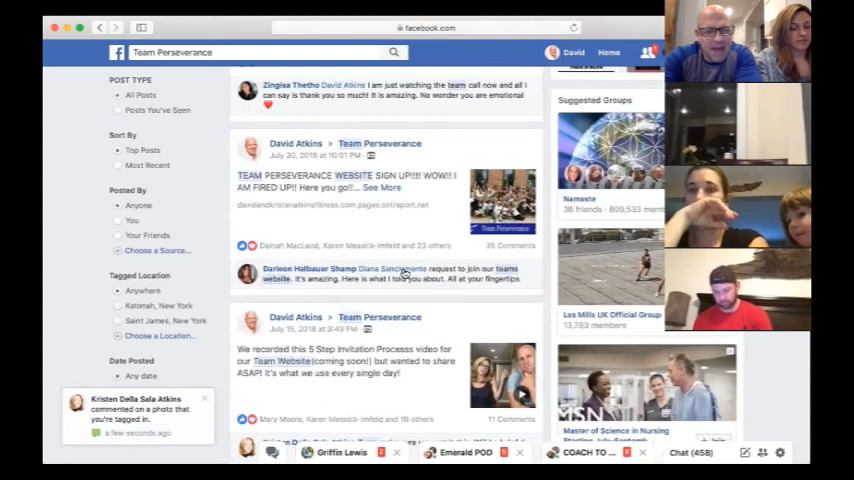 facebook.com
Team Perseverance
David
Home
POST TYPE
All Posts
Posts You've Seen
Sort By
Top Posts
Most Recent
Posted By
Anyone
You
Your Friends
Choose a Source...
Tagged Location
Anywhere
Katonah, New York
Saint James, New York
Choose a Location...
Date Posted
Any date
Kristen Della Sala Atkins
commented on a photo that
you're tagged in.
a few seconds ago
Zingisa Thetho David Atkins I am just watching the team call now and all I
can say is thank you so much! It is amazing. No wonder you are emotional
David Atkins ▸ Team Perseverance
July 30, 2018 at 10:01 PM
TEAM PERSEVERANCE WEBSITE SIGN UP!!!! WOW!! I
AM FIRED UP!! Here you go!!... See More
davidandkristenatkinsfitness.com.pages.ontraport.net
Team Perseverance
Dainah MacLeod, Karen Messick-Imfeld and 23 others
35 Comments
Darleen Halbauer Shamp Diana request to join our teams
website. It's amazing. Here is what I told you about. All at your fingertips
David Atkins ▸ Team Perseverance
July 15, 2018 at 9:49 PM
We recorded this 5 Step Invitation Processs video for
our Team Website(coming soon!) but wanted to share
ASAP! It's what we use every single day!
Mary Moore, Karen Messick-Imfeld and 18 others
11 Comments
Suggested Groups
Namaste
36 friends · 809,533
Les Mills UK Official Group
13,783 members
MSN
Master of Science in Nursing
Join
Griffin Lewis
2
Emerald POD
5
COACH TO ...
Chat (458)